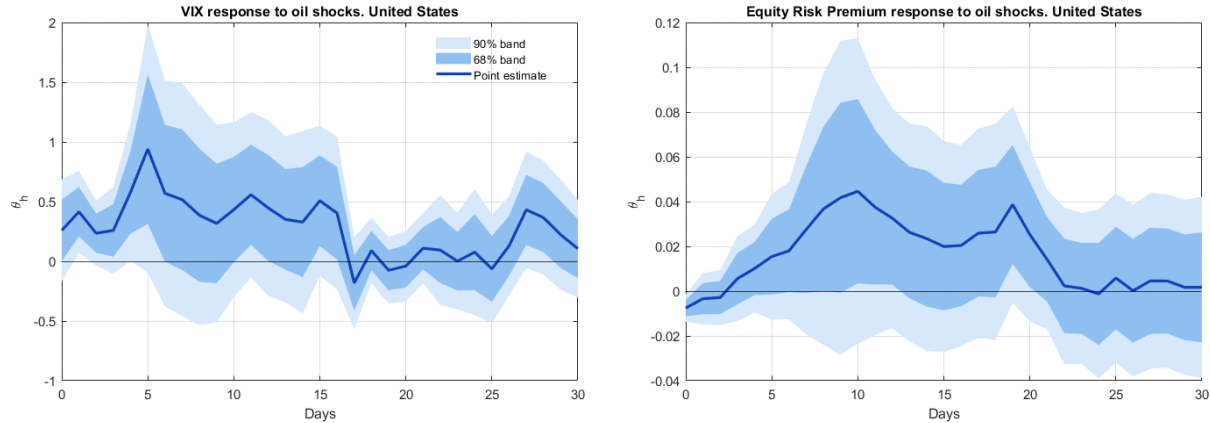 VIX response to oil shocks. United States
2
1.5
1
0.5
0
-0.5
-1
θh
90% band
68% band
Point estimate
0 5 10 15 20 25 30
Days
Equity Risk Premium response to oil shocks. United States
0.12
0.1
0.08
0.06
0.04
0.02
0
-0.02
-0.04
θh
0 5 10 15 20 25 30
Days